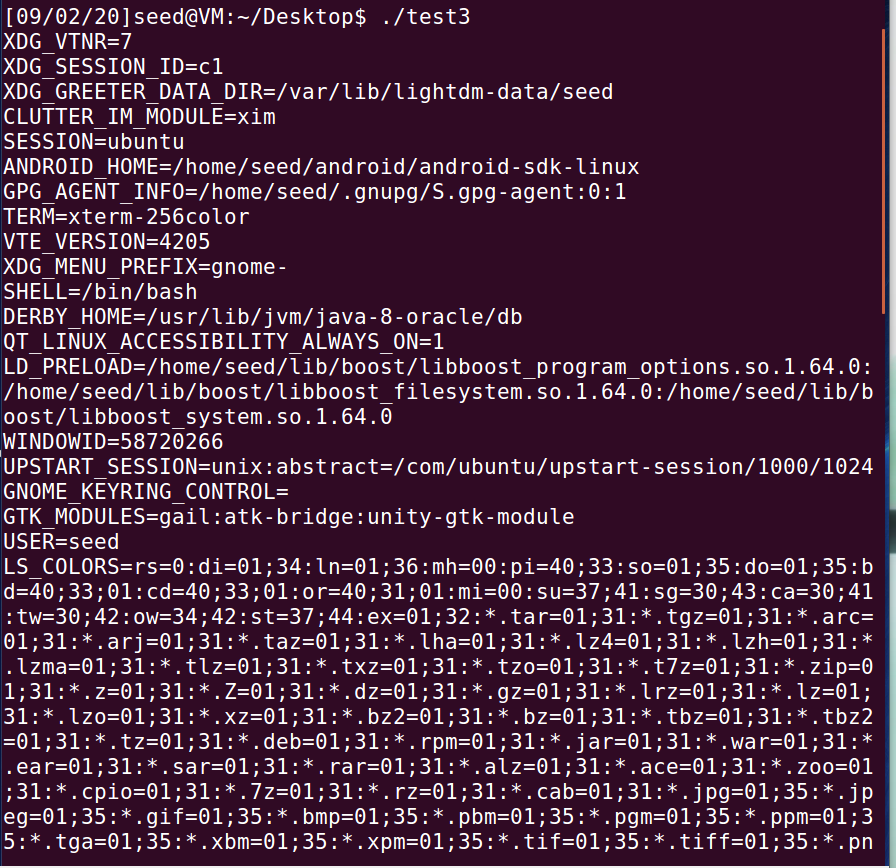 [09/02/20]seed@VM:~/Desktop$ ./test3
XDG_VTNR=7
XDG_SESSION_ID=c1
XDG_GREETER_DATA_DIR=/var/lib/lightdm-data/seed
CLUTTER_IM_MODULE=xim
SESSION=ubuntu
ANDROID_HOME=/home/seed/android/android-sdk-linux
GPG_AGENT_INFO=/home/seed/.gnupg/S.gpg-agent:0:1
TERM=xterm-256color
VTE_VERSION=4205
XDG_MENU_PREFIX=gnome-
SHELL=/bin/bash
DERBY_HOME=/usr/lib/jvm/java-8-oracle/db
QT_LINUX_ACCESSIBILITY_ALWAYS_ON=1
LD_PRELOAD=/home/seed/lib/boost/libboost_program_options.so.1.64.0:
/home/seed/lib/boost/libboost_filesystem.so.1.64.0:/home/seed/lib/b
oost/libboost_system.so.1.64.0
WINDOWID=58720266
UPSTART_SESSION=unix:abstract=/com/ubuntu/upstart-session/1000/1024
GNOME_KEYRING_CONTROL=
GTK_MODULES=gail:atk-bridge:unity-gtk-module
USER=seed
LS_COLORS=rs=0:di=01;34:ln=01;36:mh=00:pi=40;33:so=01;35:do=01;35:b
d=40;33;01:cd=40;33;01:or=40;31;01:mi=00:su=37;41:sg=30;43:ca=30;41
:tw=30;42:ow=34;42:st=37;44:ex=01;32:*.tar=01;31:*.tgz=01;31:*.arc=
01;31:*.arj=01;31:*.taz=01;31:*.lha=01;31:*.lz4=01;31:*.lzh=01;31:*
.lzma=01;31:*.tlz=01;31:*.txz=01;31:*.tzo=01;31:*.t7z=01;31:*.zip=0
1;31:*.z=01;31:*.Z=01;31:*.dz=01;31:*.gz=01;31:*.lrz=01;31:*.lz=01;
31:*.lzo=01;31:*.xz=01;31:*.bz2=01;31:*.bz=01;31:*.tbz=01;31:*.tbz2
=01;31:*.tz=01;31:*.deb=01;31:*.rpm=01;31:*.jar=01;31:*.war=01;31:*
.ear=01;31:*.sar=01;31:*.rar=01;31:*.alz=01;31:*.ace=01;31:*.zoo=01
;31:*.cpio=01;31:*.7z=01;31:*.rz=01;31:*.cab=01;31:*.jpg=01;35:*.jp
eg=01;35:*.gif=01;35:*.bmp=01;35:*.pbm=01;35:*.pgm=01;35:*.ppm=01;3
5:*.tga=01;35:*.xbm=01;35:*.xpm=01;35:*.tif=01;35:*.tiff=01;35:*.pn